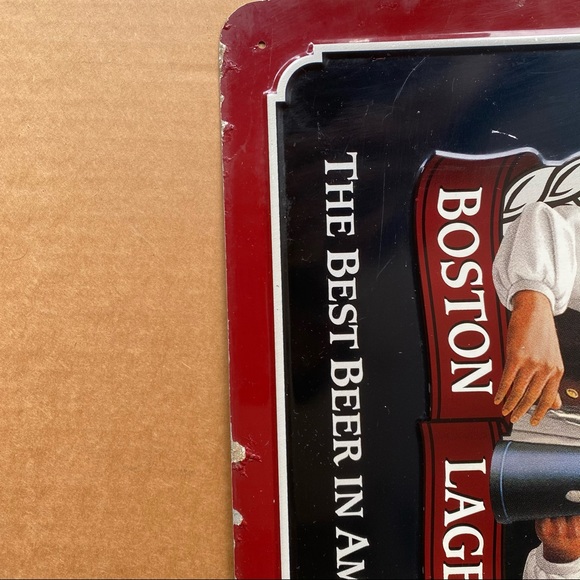 BOSTON
LAGE
THE BEST BEER IN AM